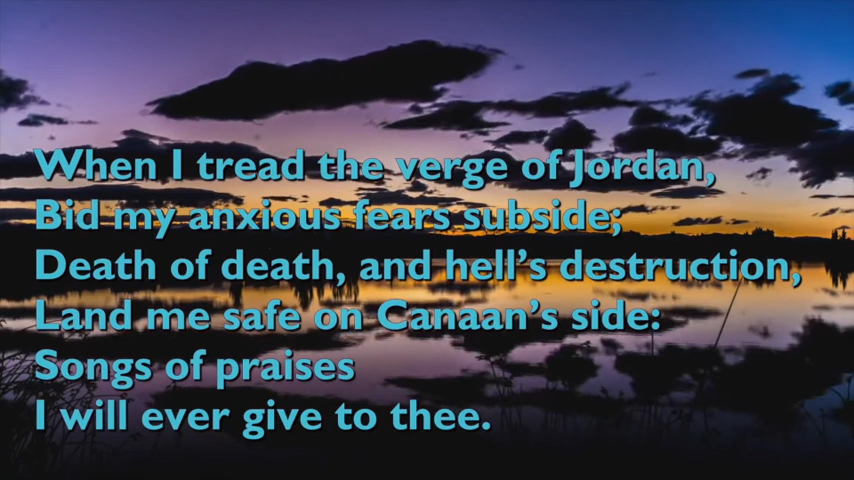 When I tread the verge of Jordan,
Bid my anxious fears subside;
Death of death, and hell’s destruction,
Land me safe on Canaan’s side:
Songs of praises
I will ever give to thee.